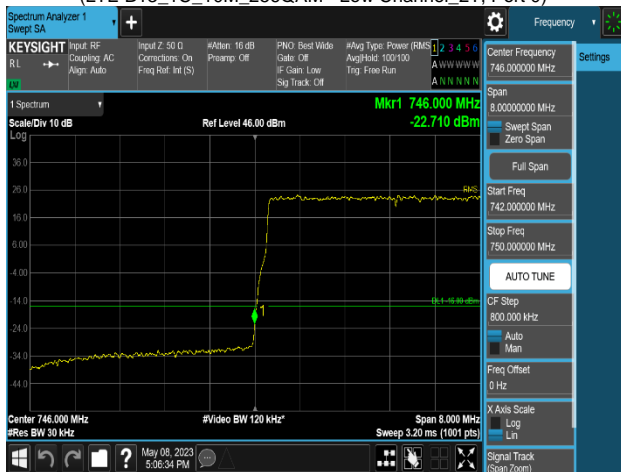 Spectrum Analyzer 1
Swept SA
Frequency
KEYSIGHT
RL
Input: RF
Coupling: AC
Align: Auto
Input Z: 50 Ω
Corrections: On
Freq Ref: Int (S)
#Atten: 16 dB
Preamp: Off
PNO: Best Wide
Gate: Off
IF Gain: Low
Sig Track: Off
#Avg Type: Power (RMS
Avg|Hold: 100/100
Trig: Free Run
1 2 3 4 5 6
A W W W W W
A N N N N N
1 Spectrum
Scale/Div 10 dB
Ref Level 46.00 dBm
Mkr1 746.000 MHz
-22.710 dBm
Log
36.0
26.0
16.0
6.00
-4.00
-14.0
-24.0
-34.0
-44.0
RMS
DL1 -16.00 dBm
1
Center 746.000 MHz
#Video BW 120 kHz*
Span 8.000 MHz
#Res BW 30 kHz
Sweep 3.20 ms (1001 pts)
May 08, 2023
5:06:34 PM
Center Frequency
746.000000 MHz
Settings
Span
8.00000000 MHz
Swept Span
Zero Span
Full Span
Start Freq
742.000000 MHz
Stop Freq
750.000000 MHz
AUTO TUNE
CF Step
800.000 kHz
Auto
Man
Freq Offset
0 Hz
X Axis Scale
Log
Lin
Signal Track
(Span Zoom)